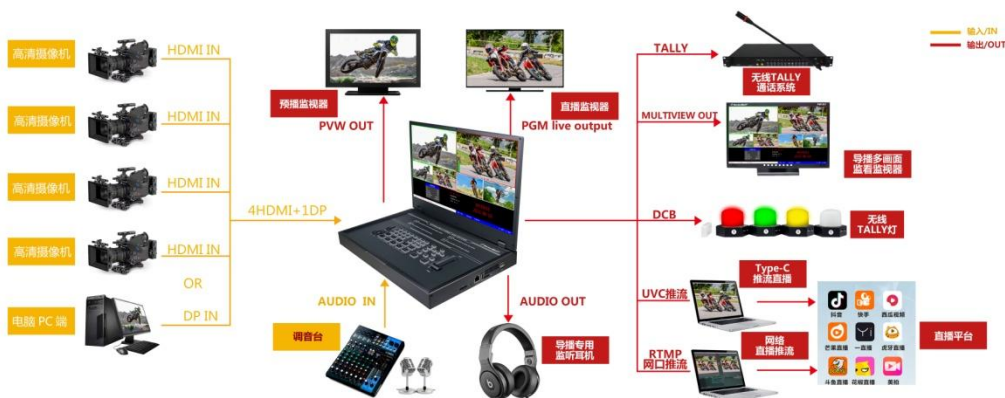 高清摄像机
HDMI IN
高清摄像机
HDMI IN
高清摄像机
HDMI IN
高清摄像机
HDMI IN
OR
电脑 PC 端
DP IN
4HDMI+1DP
预播监视器
PVW OUT
直播监视器
PGM live output
AUDIO IN
调音台
AUDIO OUT
导播专用
监听耳机
TALLY
无线TALLY
通话系统
MULTIVIEW OUT
导播多画面
监看监视器
DCB
无线
TALLY灯
UVC推流
Type-C
推流直播
RTMP
网口推流
网络
直播推流
抖音
快手
西瓜视频
芒果直播
一直播
虎牙直播
斗鱼直播
花椒直播
美拍
直播平台
输入/IN
输出/OUT